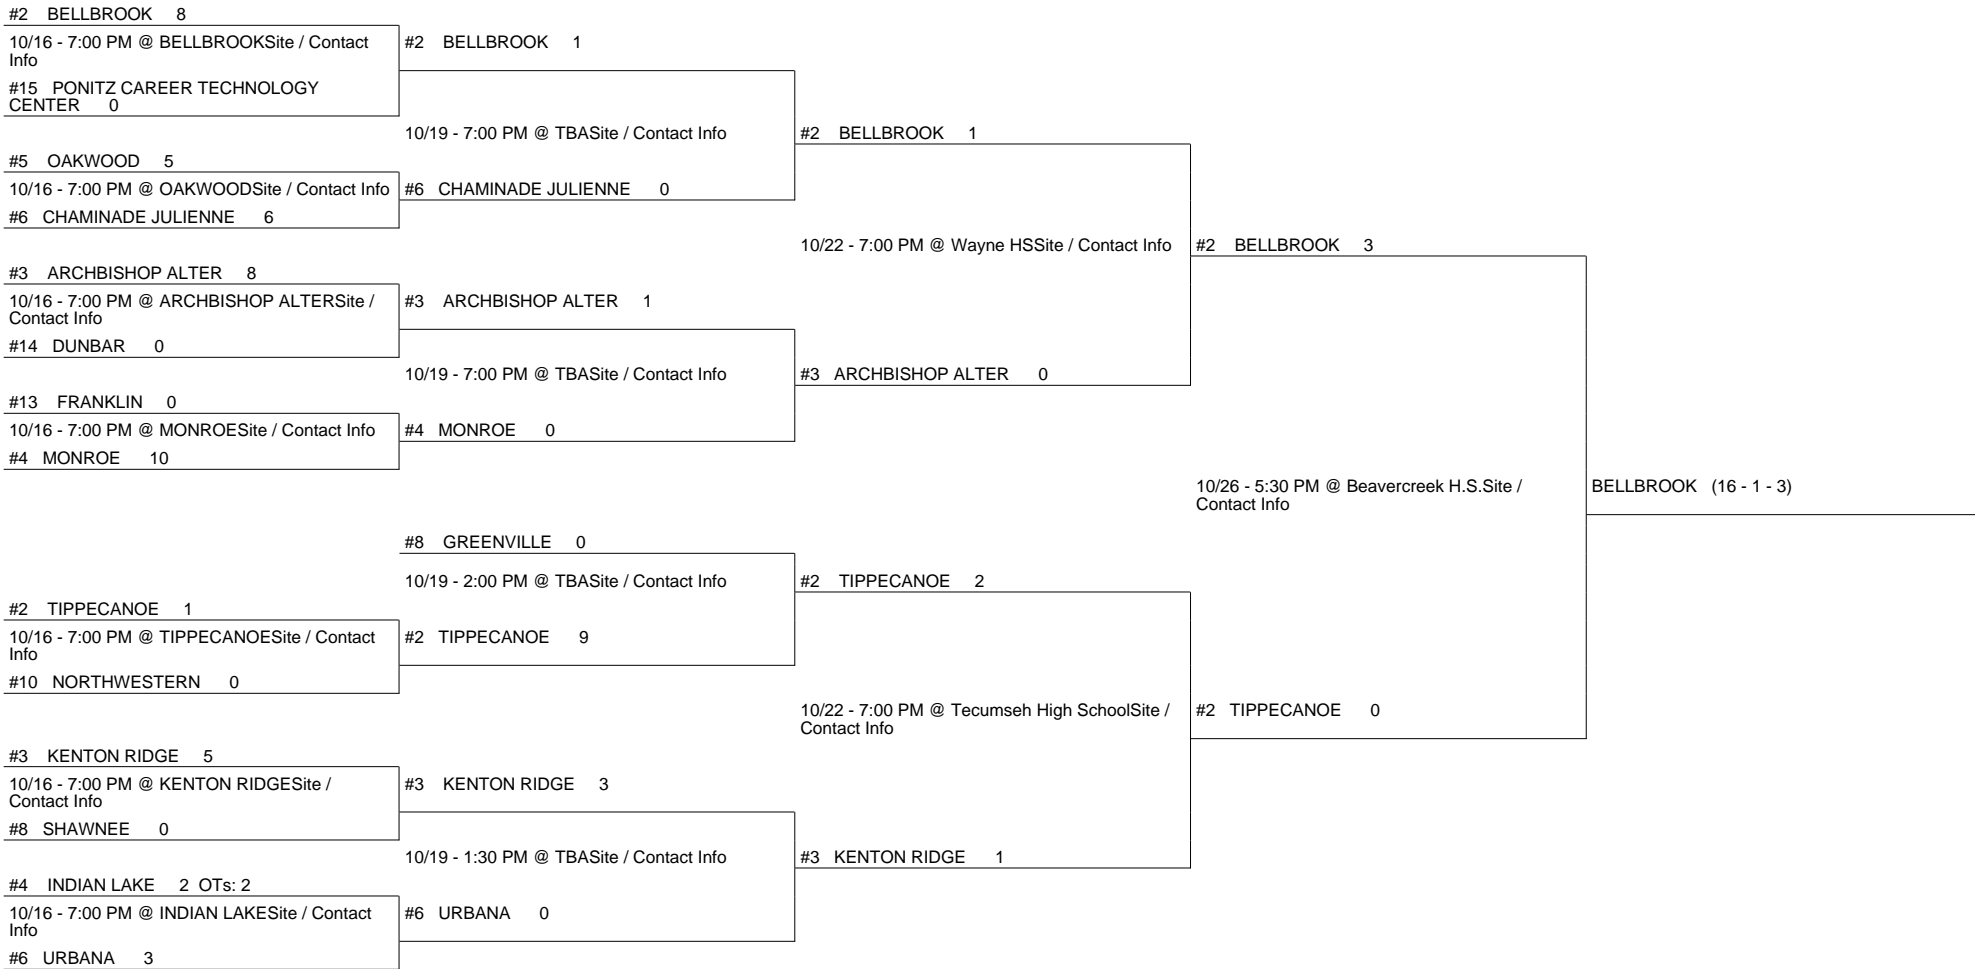 #2 BELLBROOK 8
10/16 - 7:00 PM @ BELLBROOKSite / Contact
Info
#15 PONITZ CAREER TECHNOLOGY
CENTER 0
#5 OAKWOOD 5
10/16 - 7:00 PM @ OAKWOODSite / Contact Info
#6 CHAMINADE JULIENNE 6
#3 ARCHBISHOP ALTER 8
10/16 - 7:00 PM @ ARCHBISHOP ALTERSite /
Contact Info
#14 DUNBAR 0
#13 FRANKLIN 0
10/16 - 7:00 PM @ MONROESite / Contact Info
#4 MONROE 10
#2 TIPPECANOE 1
10/16 - 7:00 PM @ TIPPECANOESite / Contact
Info
#10 NORTHWESTERN 0
#3 KENTON RIDGE 5
10/16 - 7:00 PM @ KENTON RIDGESite /
Contact Info
#8 SHAWNEE 0
#4 INDIAN LAKE 2 OTs: 2
10/16 - 7:00 PM @ INDIAN LAKESite / Contact
Info
#6 URBANA 3
#2 BELLBROOK 1
10/19 - 7:00 PM @ TBASite / Contact Info
#6 CHAMINADE JULIENNE 0
#3 ARCHBISHOP ALTER 1
10/19 - 7:00 PM @ TBASite / Contact Info
#4 MONROE 0
#8 GREENVILLE 0
10/19 - 2:00 PM @ TBASite / Contact Info
#2 TIPPECANOE 9
#3 KENTON RIDGE 3
10/19 - 1:30 PM @ TBASite / Contact Info
#6 URBANA 0
#2 BELLBROOK 1
10/22 - 7:00 PM @ Wayne HSSite / Contact Info
#3 ARCHBISHOP ALTER 0
#2 TIPPECANOE 2
10/22 - 7:00 PM @ Tecumseh High SchoolSite /
Contact Info
#3 KENTON RIDGE 1
#2 BELLBROOK 3
10/26 - 5:30 PM @ Beavercreek H.S.Site /
Contact Info
#2 TIPPECANOE 0
BELLBROOK (16 - 1 - 3)